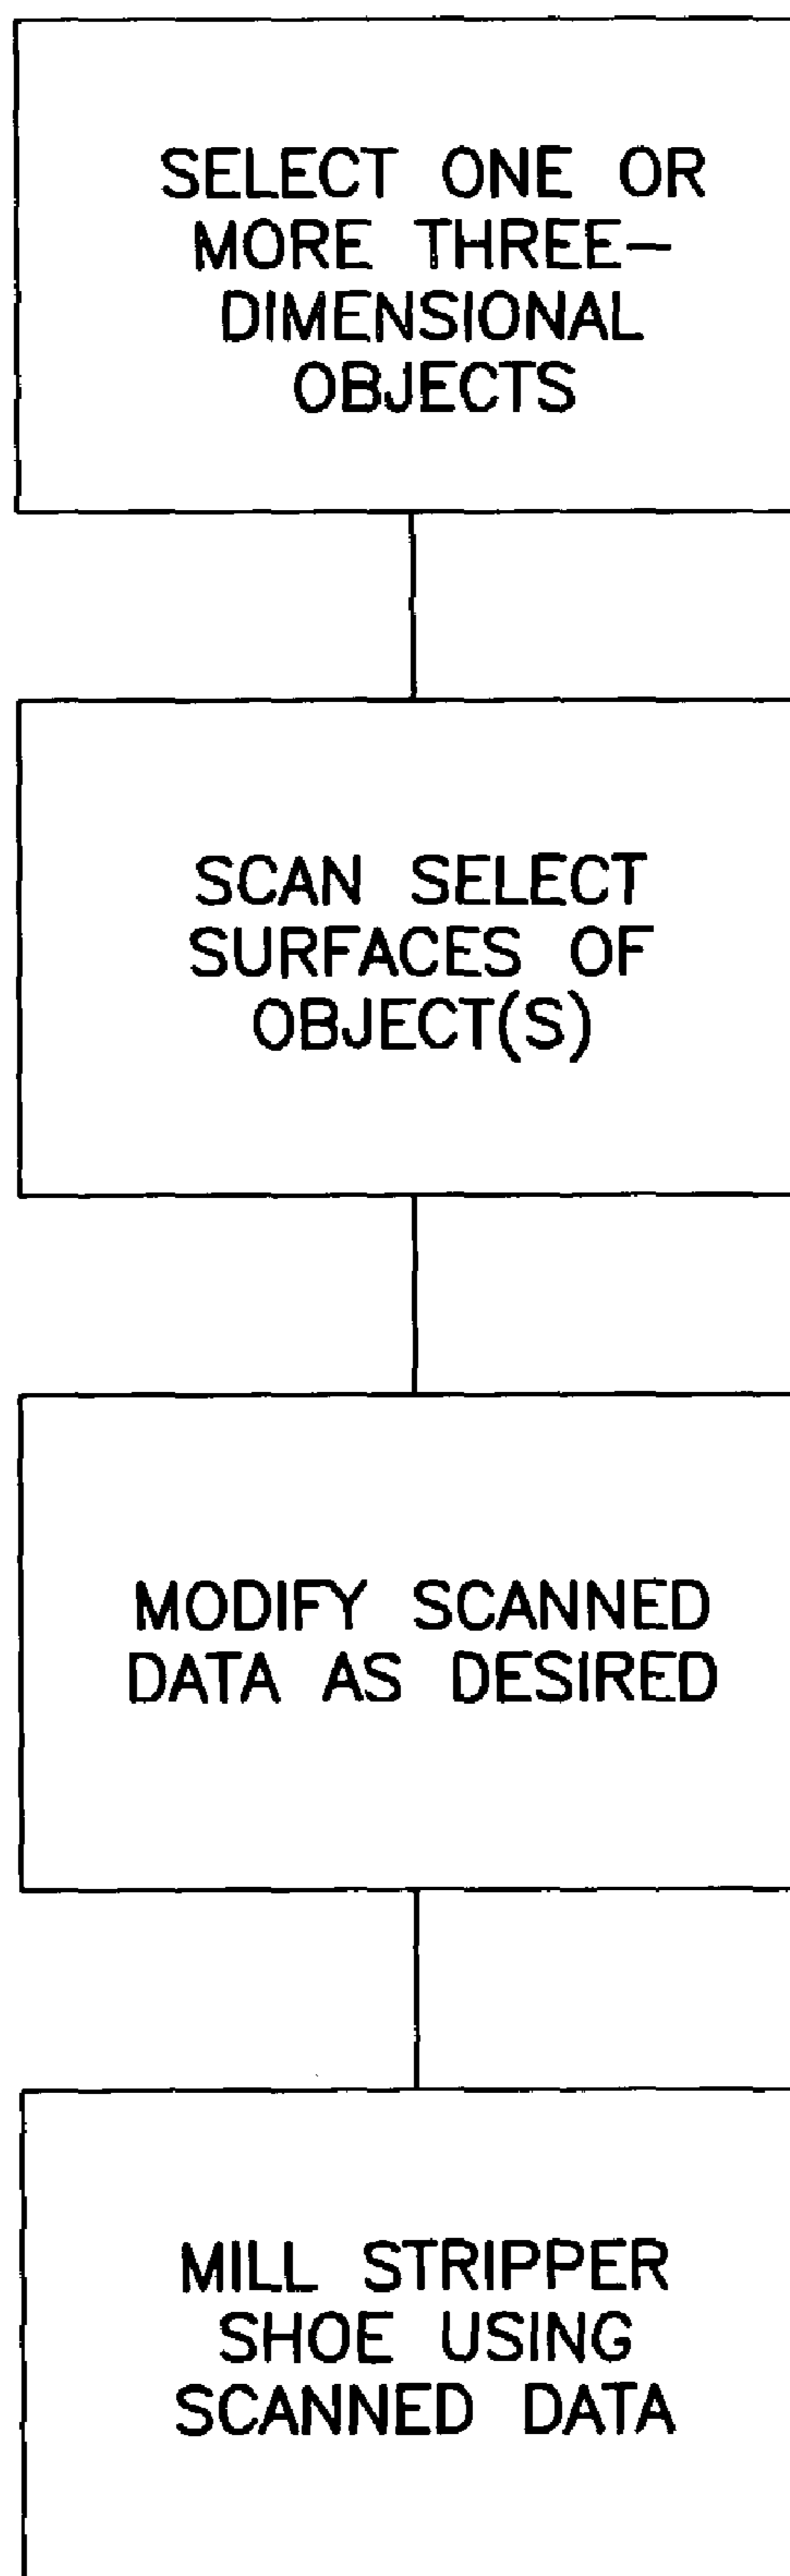 SELECT ONE OR
MORE THREE-
DIMENSIONAL
OBJECTS
SCAN SELECT
SURFACES OF
OBJECT(S)
MODIFY SCANNED
DATA AS DESIRED
MILL STRIPPER
SHOE USING
SCANNED DATA